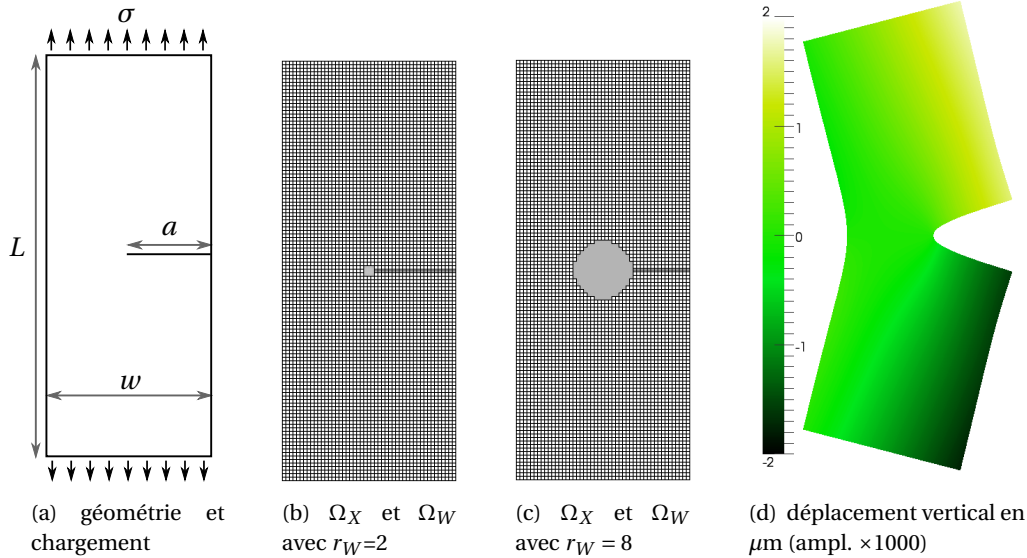 σ
L
a
w
2
1
0
-1
-2
(a) géométrie et
chargement
(b) Ω_X et Ω_W
avec r_W=2
(c) Ω_X et Ω_W
avec r_W = 8
(d) déplacement vertical en
μm (ampl. ×1000)